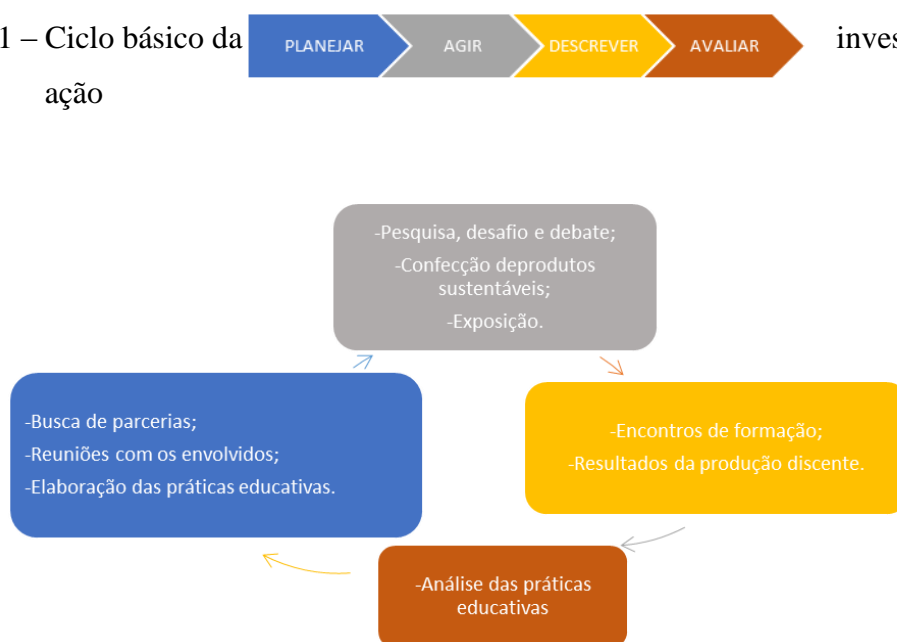 1 – Ciclo básico da
PLANEJAR AGIR DESCREVER AVALIAR
inves
ação
-Pesquisa, desafio e debate;
-Confecção deprodutos
sustentáveis;
-Exposição.
-Busca de parcerias;
-Reuniões com os envolvidos;
-Elaboração das práticas educativas.
-Encontros de formação;
-Resultados da produção discente.
-Análise das práticas
educativas